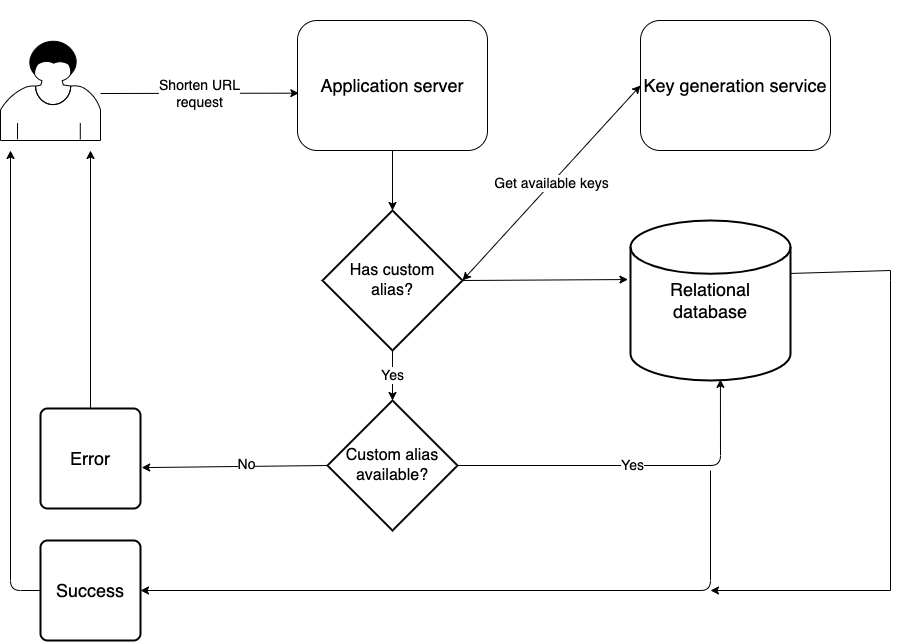 Shorten URL
request
Application server
Key generation service
Get available keys
Has custom
alias?
Relational
database
Yes
Custom alias
available?
No
Yes
Error
Success